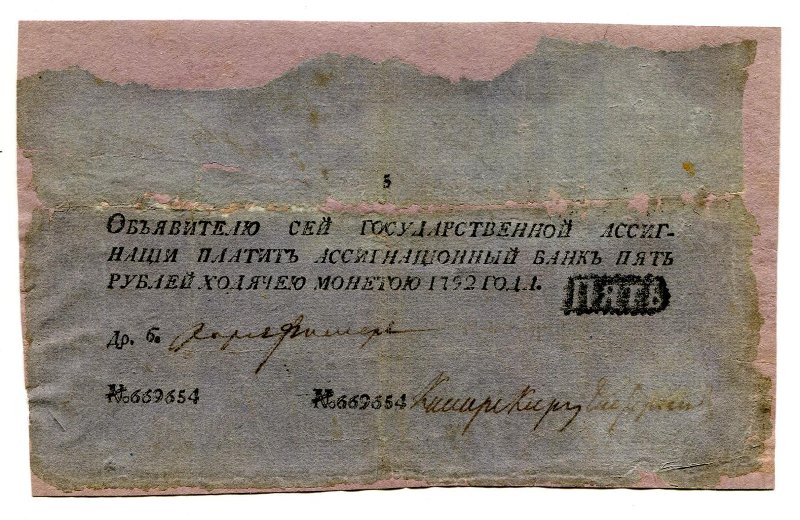 5
ОБЪЯВИТЕЛЮ СЕЙ ГОСУДАРСТВЕННОЙ АССИГ-
НАЦІИ ПЛАТИТЪ АССИГНАЦІОННЫЙ БАНКЪ ПЯТЬ
РУБЛЕЙ ХОДЯЧЕЮ МОНЕТОЮ 1792 ГОДА.
ПЯТЬ
Др. б.
№669654 №669654